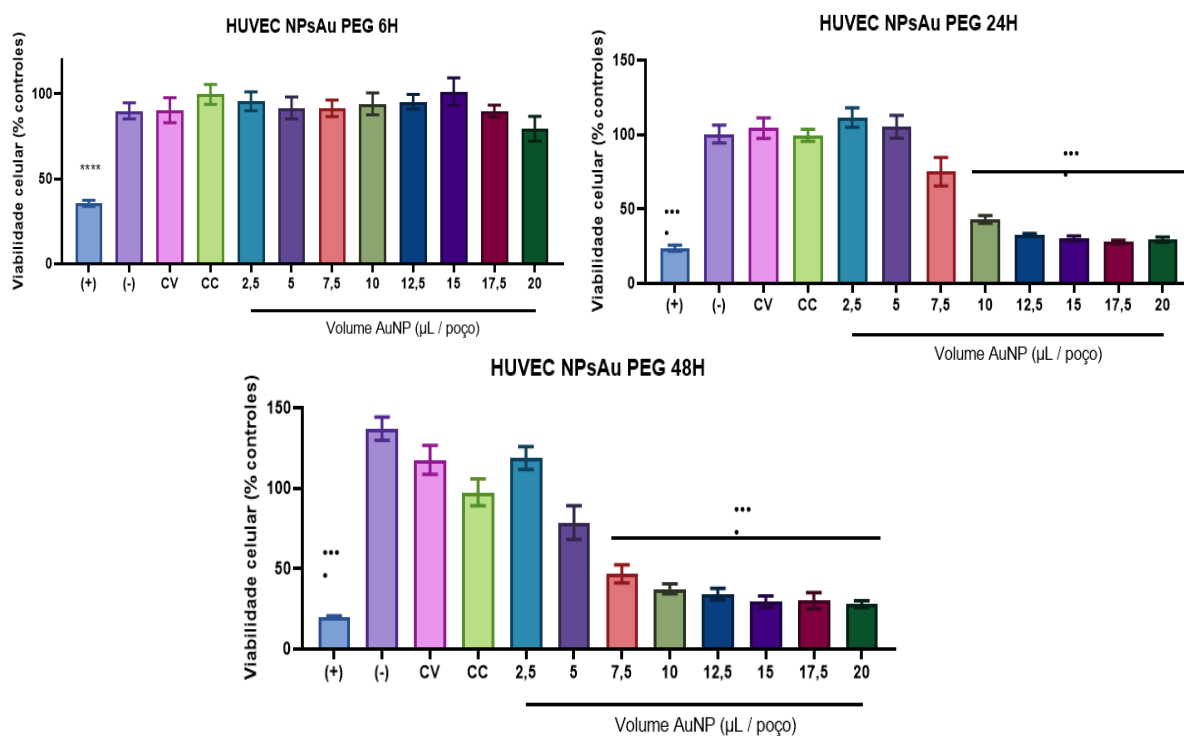 HUVEC NPsAu PEG 6H
Viabilidade celular (% controles)
100
50
0
****
(+) (-) CV CC 2,5 5 7,5 10 12,5 15 17,5 20
Volume AuNP (µL / poço)
HUVEC NPsAu PEG 24H
Viabilidade celular (% controles)
150
100
50
0
(+) (-) CV CC 2,5 5 7,5 10 12,5 15 17,5 20
Volume AuNP (µL / poço)
HUVEC NPsAu PEG 48H
Viabilidade celular (% controles)
150
100
50
0
(+) (-) CV CC 2,5 5 7,5 10 12,5 15 17,5 20
Volume AuNP (µL / poço)